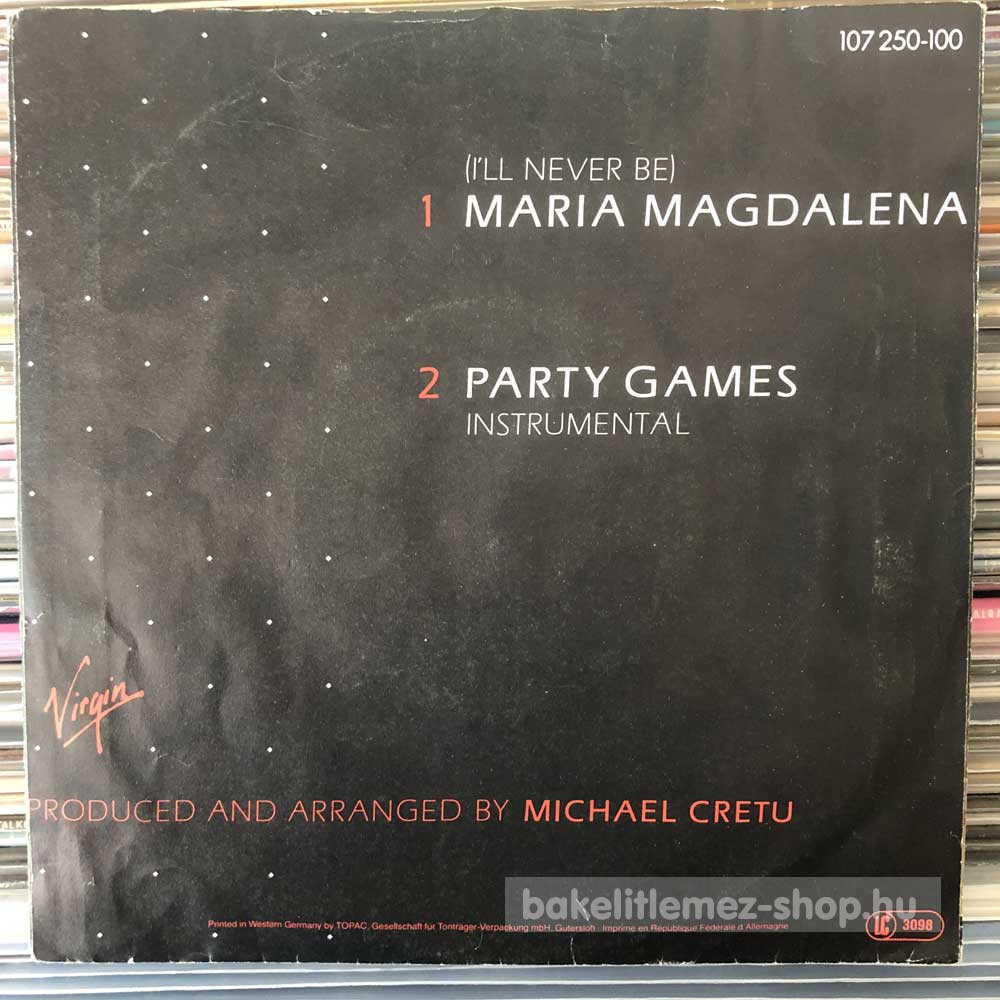 107 250-100
(I'LL NEVER BE)
1 MARIA MAGDALENA
2 PARTY GAMES
INSTRUMENTAL
Virgin
PRODUCED AND ARRANGED BY MICHAEL CRETU
bakelitlemez-shop.hu
Printed in Western Germany by TOPAC, Gesellschaft für Tonträger-Verpackung mbH, Gütersloh · Imprimé en République Fédérale d'Allemagne
LC 3098